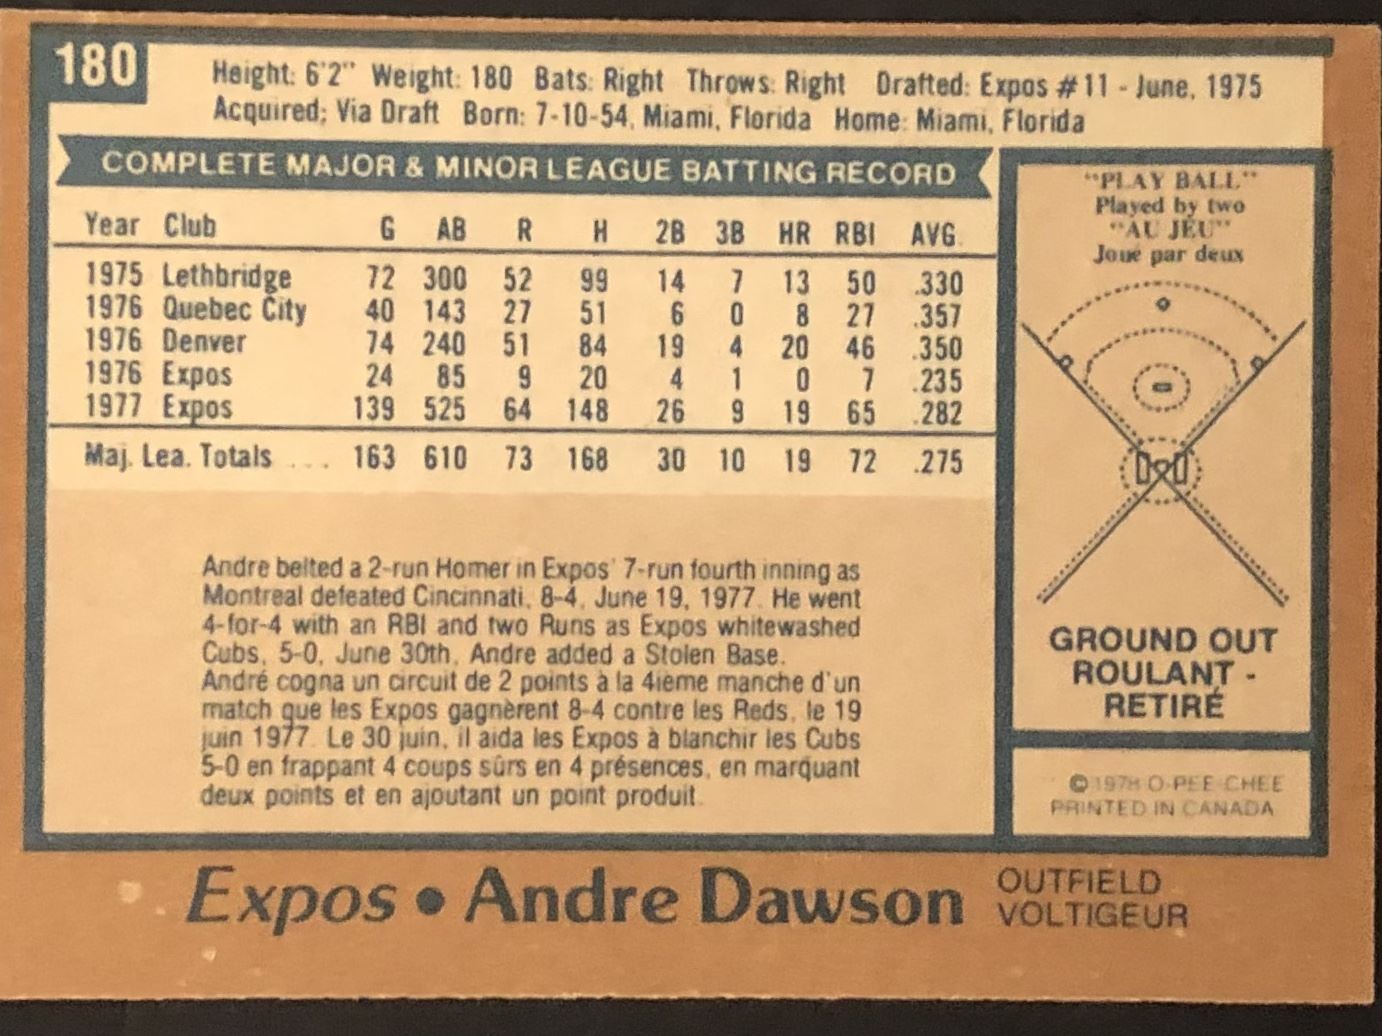 180
Height: 6'2" Weight: 180 Bats: Right Throws: Right Drafted: Expos #11 - June, 1975
Acquired: Via Draft Born: 7-10-54, Miami, Florida Home: Miami, Florida
COMPLETE MAJOR & MINOR LEAGUE BATTING RECORD
Year Club G AB R H 2B 3B HR RBI AVG.
1975 Lethbridge 72 300 52 99 14 7 13 50 .330
1976 Quebec City 40 143 27 51 6 0 8 27 .357
1976 Denver 74 240 51 84 19 4 20 46 .350
1976 Expos 24 85 9 20 4 1 0 7 .235
1977 Expos 139 525 64 148 26 9 19 65 .282
Maj. Lea. Totals .... 163 610 73 168 30 10 19 72 .275
Andre belted a 2-run Homer in Expos' 7-run fourth inning as
Montreal defeated Cincinnati, 8-4, June 19, 1977. He went
4-for-4 with an RBI and two Runs as Expos whitewashed
Cubs, 5-0, June 30th. Andre added a Stolen Base.
André cogna un circuit de 2 points à la 4ième manche d'un
match que les Expos gagnèrent 8-4 contre les Reds, le 19
juin 1977. Le 30 juin, il aida les Expos à blanchir les Cubs
5-0 en frappant 4 coups sûrs en 4 présences, en marquant
deux points et en ajoutant un point produit.
"PLAY BALL"
Played by two
"AU JEU"
Joué par deux
GROUND OUT
ROULANT -
RETIRÉ
© 1978 O-PEE-CHEE
PRINTED IN CANADA
Expos • Andre Dawson
OUTFIELD
VOLTIGEUR